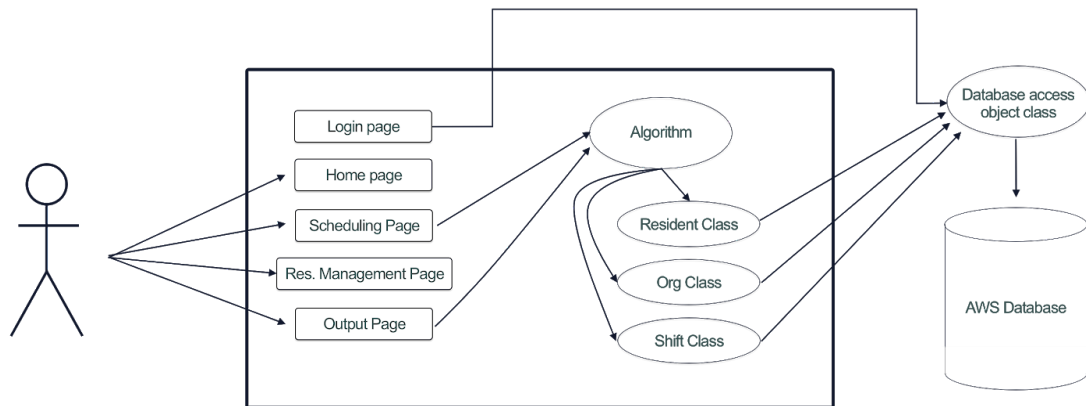 Login page
Home page
Scheduling Page
Res. Management Page
Output Page
Algorithm
Resident Class
Org Class
Shift Class
Database access
object class
AWS Database